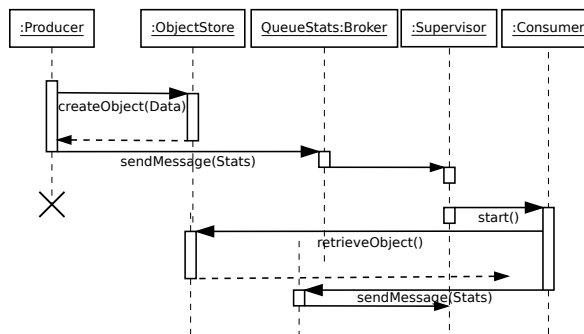 :Producer
:ObjectStore
QueueStats:Broker
:Supervisor
:Consumer
createObject(Data)
sendMessage(Stats)
start()
retrieveObject()
sendMessage(Stats)